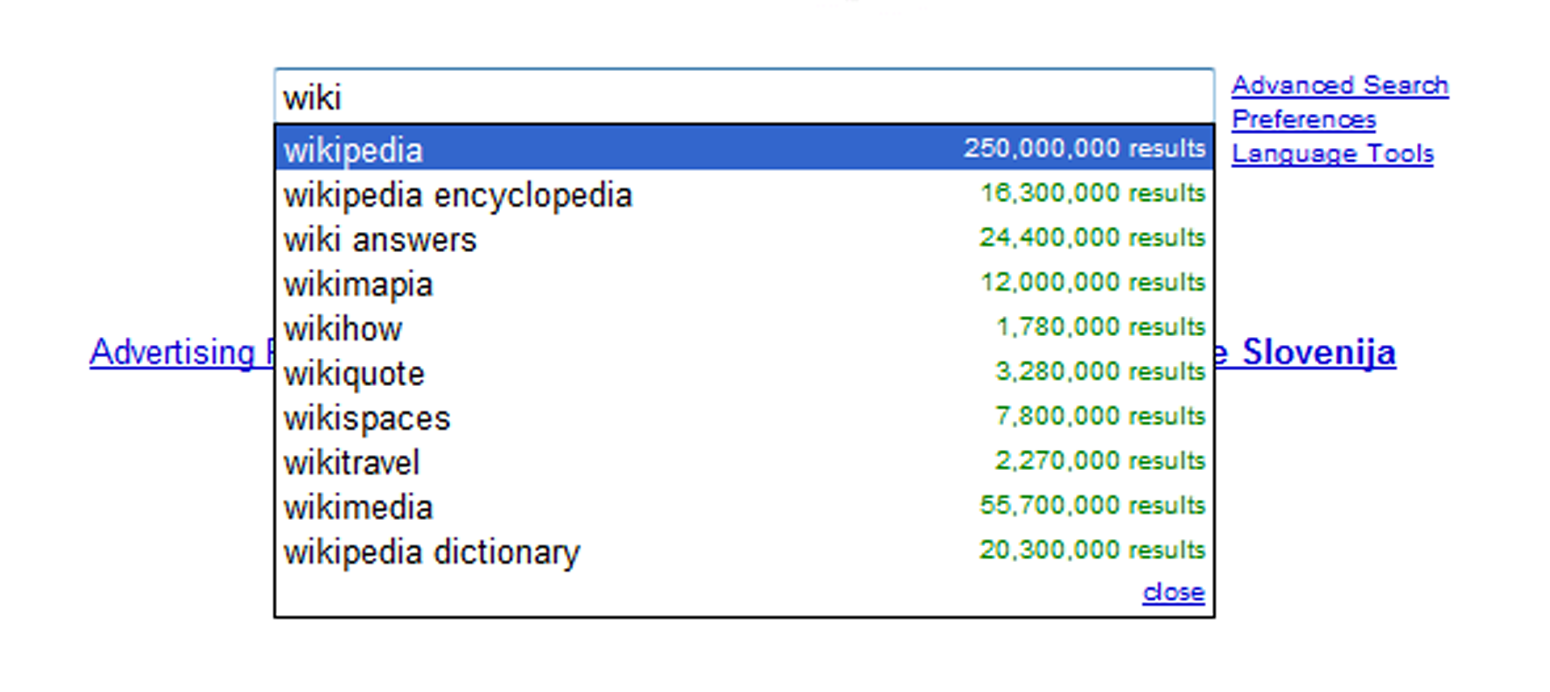 wiki
Advanced Search
Preferences
Language Tools
wikipedia 250,000,000 results
wikipedia encyclopedia 16,300,000 results
wiki answers 24,400,000 results
wikimapia 12,000,000 results
wikihow 1,780,000 results
Advertising
Slovenija
wikiquote 3,280,000 results
wikispaces 7,800,000 results
wikitravel 2,270,000 results
wikimedia 55,700,000 results
wikipedia dictionary 20,300,000 results
close